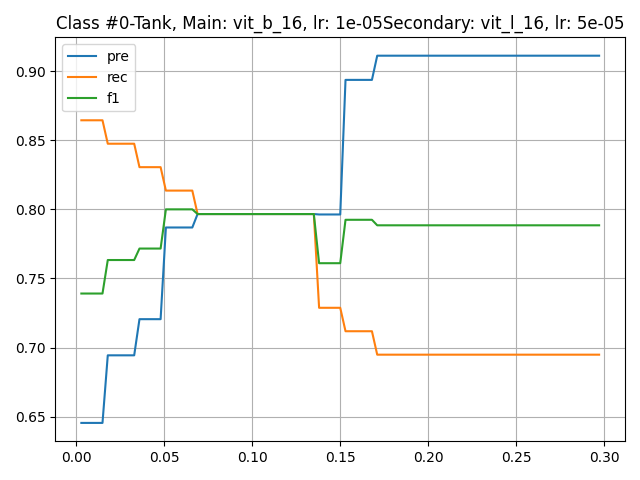 Class #0-Tank, Main: vit_b_16, lr: 1e-05Secondary: vit_l_16, lr: 5e-05
pre
rec
f1
0.90
0.85
0.80
0.75
0.70
0.65
0.00 0.05 0.10 0.15 0.20 0.25 0.30